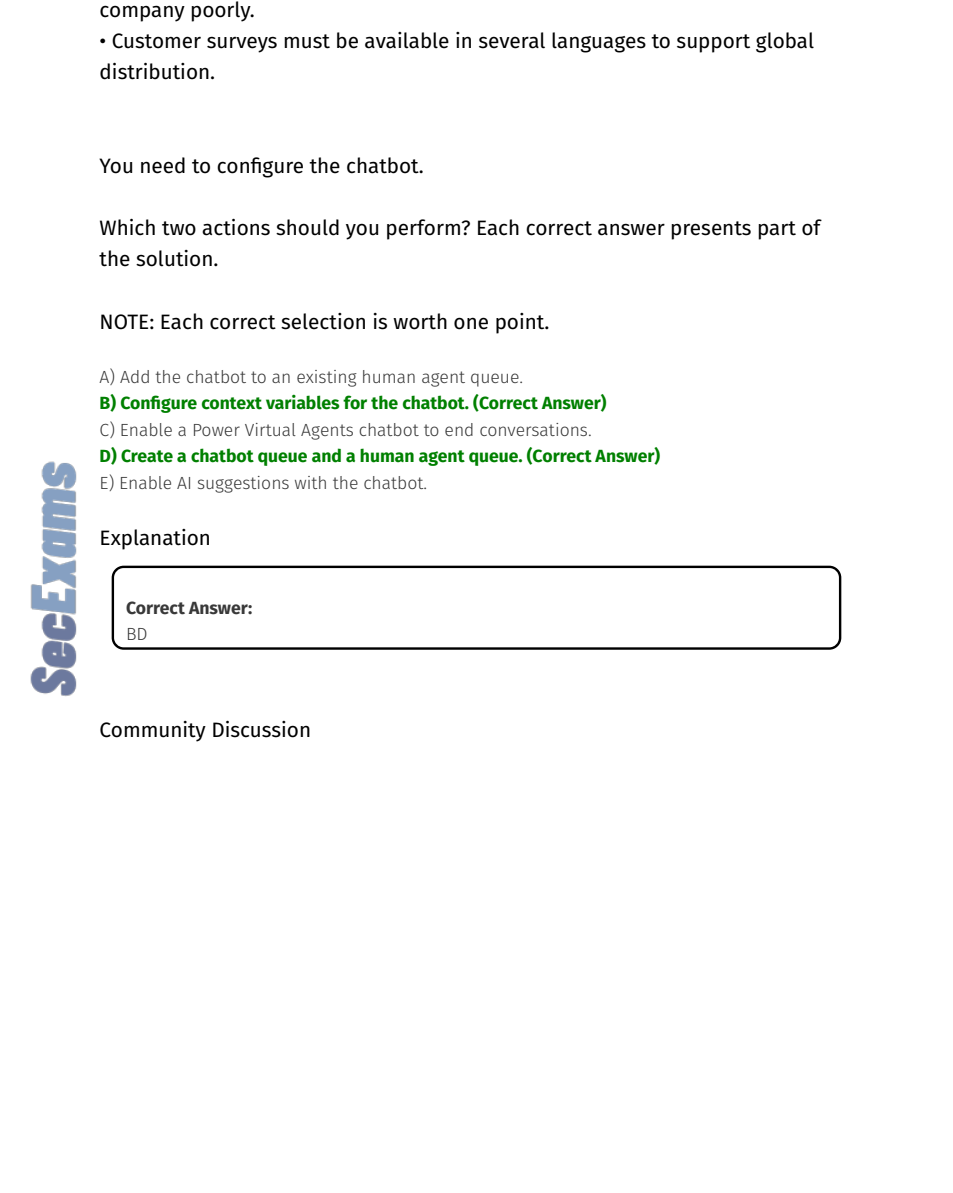 company poorly.
• Customer surveys must be available in several languages to support global
distribution.
You need to configure the chatbot.
Which two actions should you perform? Each correct answer presents part of
the solution.
NOTE: Each correct selection is worth one point.
A) Add the chatbot to an existing human agent queue.
B) Configure context variables for the chatbot. (Correct Answer)
C) Enable a Power Virtual Agents chatbot to end conversations.
D) Create a chatbot queue and a human agent queue. (Correct Answer)
E) Enable AI suggestions with the chatbot.
SecExams
Explanation
Correct Answer:
BD
Community Discussion